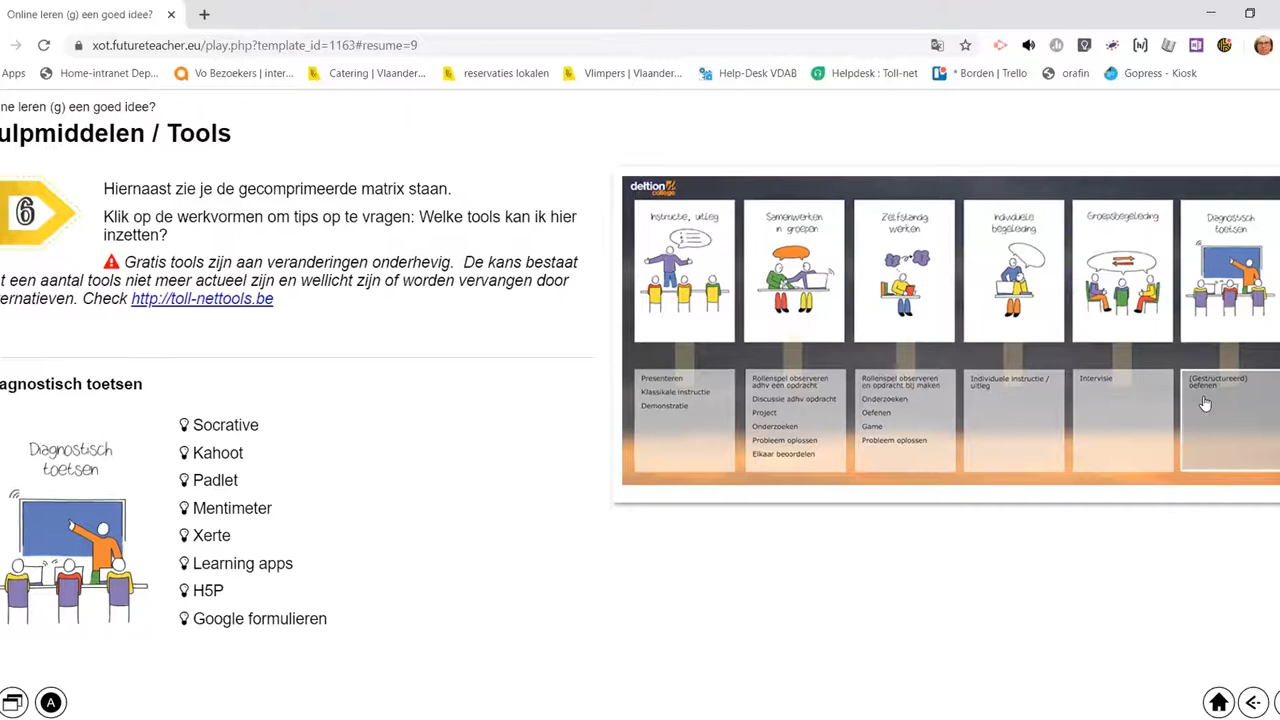 Online leren (g) een goed idee?
xot.futureteacher.eu/play.php?template_id=1163#resume=9
Apps
Home-intranet Dep...
Vo Bezoekers | inter...
Catering | Vlaander...
reservaties lokalen
Vlimpers | Vlaander...
Help-Desk VDAB
Helpdesk : Toll-net
* Borden | Trello
orafin
Gopress - Kiosk
ne leren (g) een goed idee?
ulpmiddelen / Tools
6
Hiernaast zie je de gecomprimeerde matrix staan.
Klik op de werkvormen om tips op te vragen: Welke tools kan ik hier
inzetten?
Gratis tools zijn aan veranderingen onderhevig. De kans bestaat
t een aantal tools niet meer actueel zijn en wellicht zijn of worden vervangen door
ernatieven. Check http://toll-nettools.be
agnostisch toetsen
Diagnostisch
toetsen
Socrative
Kahoot
Padlet
Mentimeter
Xerte
Learning apps
H5P
Google formulieren
deltion
college
Instructie, uitleg
Samenwerken
in groepen
Zelfstandig
werken
Individuele
begeleiding
Groepsbegeleiding
Diagnostisch
toetsen
Presenteren
Klassikale instructie
Demonstratie
Rollenspel observeren
adhv een opdracht
Discussie adhv opdracht
Project
Onderzoeken
Probleem oplossen
Elkaar beoordelen
Rollenspel observeren
en opdracht bij maken
Onderzoeken
Oefenen
Game
Probleem oplossen
Individuele instructie /
uitleg
Intervisie
(Gestructureerd)
oefenen
A